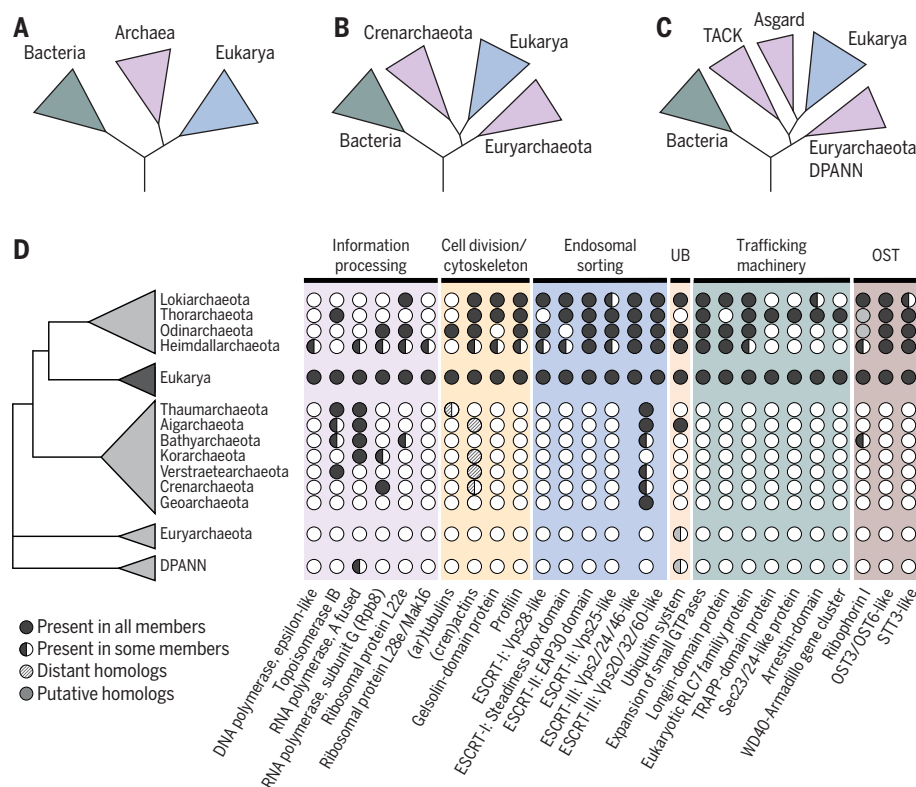 A
Bacteria
Archaea
Eukarya
B
Crenarchaeota
Eukarya
Bacteria
Euryarchaeota
C
TACK
Asgard
Eukarya
Bacteria
Euryarchaeota
DPANN
D
Information
processing
Cell division/
cytoskeleton
Endosomal
sorting
UB
Trafficking
machinery
OST
Lokiarchaeota
Thorarchaeota
Odinarchaeota
Heimdallarchaeota
Eukarya
Thaumarchaeota
Aigarchaeota
Bathyarchaeota
Korarchaeota
Verstraetearchaeota
Crenarchaeota
Geoarchaeota
Euryarchaeota
DPANN
Present in all members
Present in some members
Distant homologs
Putative homologs
DNA polymerase, epsilon-like
Topoisomerase IB
RNA polymerase, A fused
RNA polymerase, subunit G (Rpb8)
Ribosomal protein L22e
Ribosomal protein L28e/Mak16
(ar)tubulins
(cren)actins
Gelsolin-domain protein
Profilin
ESCRT-I: Vps28-like
ESCRT-I: Steadiness box domain
ESCRT-II: EAP30 domain
ESCRT-II: Vps25-like
ESCRT-III: Vps2/24/46-like
ESCRT-III: Vps20/32/60-like
Ubiquitin system
Expansion of small GTPases
Longin-domain protein
Eukaryotic RLC7 familiy protein
TRAPP-domain protein
Sec23/24-like protein
Arrestin-domain
WD40-Armadillo gene cluster
Ribophorin I
OST3/OST6-like
STT3-like